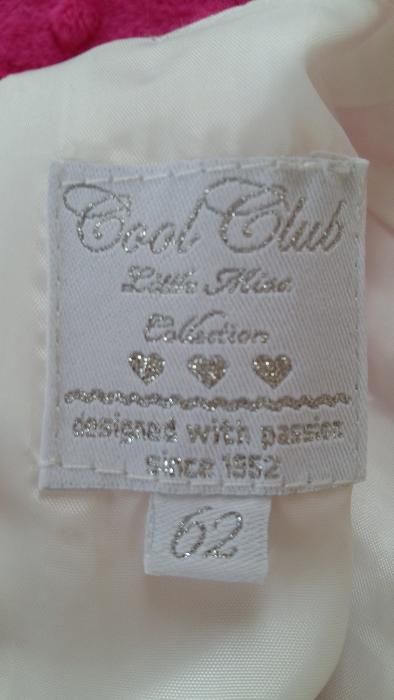 Cool Club
Little Miss
Collection
designed with passion
since 1952
62